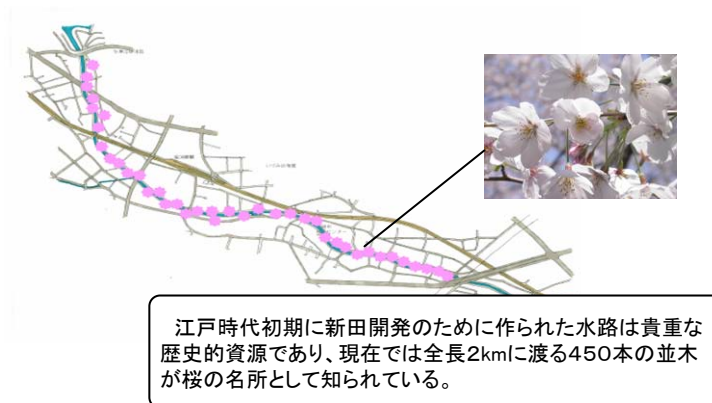 江戸時代初期に新田開発のために作られた水路は貴重な
歴史的資源であり、現在では全長2kmに渡る450本の並木
が桜の名所として知られている。